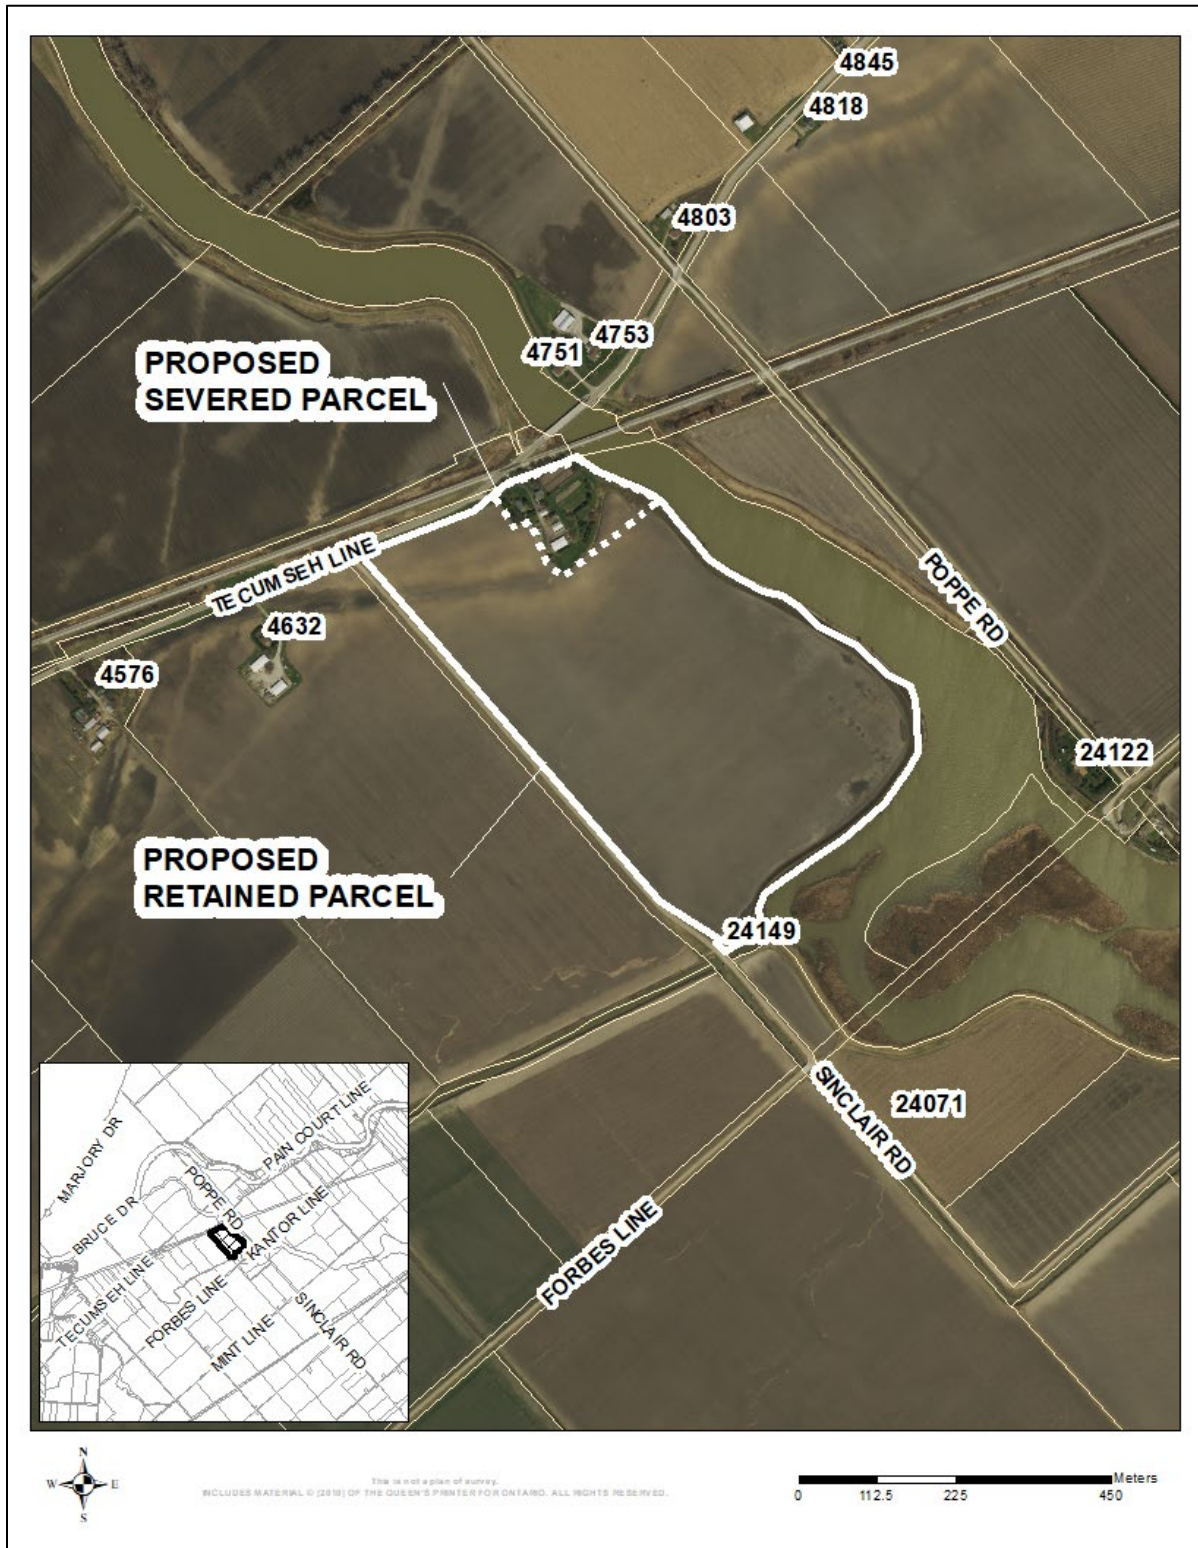 4845
4818
4803
4753
4751
PROPOSED
SEVERED PARCEL
TECUMSEH LINE
POPPE RD
4632
4576
24122
PROPOSED
RETAINED PARCEL
24149
SINCLAIR RD
24071
FORBES LINE
MARJORY DR
PAIN COURT LINE
POPPE RD
BRUCE DR
KANTOR LINE
TECUMSEH LINE
FORBES LINE
SINCLAIR RD
MINT LINE
N
W E
S
This is not a plan of survey.
INCLUDES MATERIAL © [2018] OF THE QUEEN'S PRINTER FOR ONTARIO. ALL RIGHTS RESERVED.
Meters
0 112.5 225 450